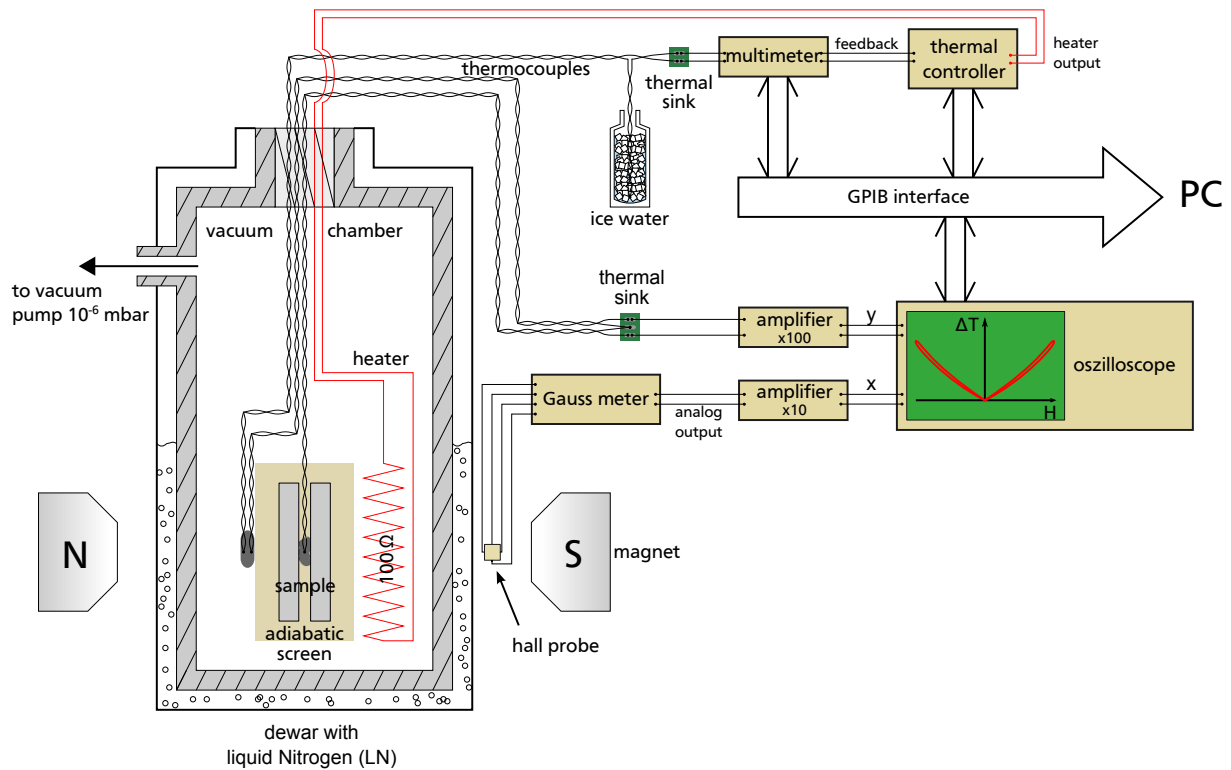 thermocouples
thermal
sink
multimeter
feedback
thermal
controller
heater
output
ice water
GPIB interface
PC
vacuum
chamber
to vacuum
pump 10⁻⁶ mbar
thermal
sink
amplifier
x100
y
ΔT
H
oszilloscope
heater
Gauss meter
analog
output
amplifier
x10
x
N
100 Ω
sample
adiabatic
screen
S
magnet
hall probe
dewar with
liquid Nitrogen (LN)